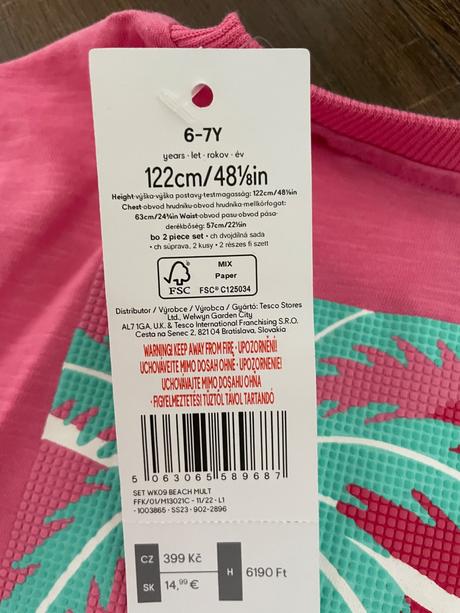 6-7Y
years · let · rokov · év
122cm/48⅛in
Height·výška·výška postavy·testmagasság: 122cm/48⅛in
Chest·obvod hrudníku·obvod hrudníka·mellkörfogat:
63cm/24¾in Waist·obvod pasu·obvod pása·
derékbőség: 57cm/22½in
bo 2 piece set • ch dvojdílná sada
• ch súprava, 2 kusy • 2 részes fi szett
FSC
MIX
Paper
FSC® C125034
Distributor / Výrobce / Výrobca / Gyártó: Tesco Stores
Ltd., Welwyn Garden City
AL7 1GA, U.K. & Tesco International Franchising S.R.O.
Cesta na Senec 2, 821 04 Bratislava, Slovakia
WARNING! KEEP AWAY FROM FIRE · UPOZORNĚNÍ!
UCHOVÁVEJTE MIMO DOSAH OHNĚ · UPOZORNENIE!
UCHOVÁVAJTE MIMO DOSAHU OHŇA
· FIGYELMEZTETÉS! TŰZTŐL TÁVOL TARTANDÓ
5 063065 589687
SET WK09 BEACH MULT
FFK/01/M13021C - 11/22 - L1
-1003865 - SS23 - 902-2896
CZ 399 Kč
SK 14,99 €
H 6190 Ft